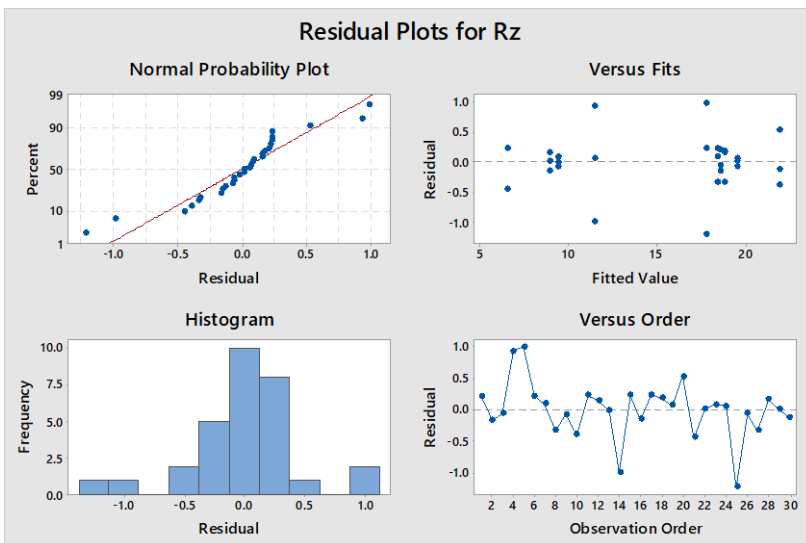 Residual Plots for Rz
Normal Probability Plot
99
90
50
10
1
Percent
-1.0 -0.5 0.0 0.5 1.0
Residual
Versus Fits
1.0
0.5
0.0
-0.5
-1.0
Residual
5 10 15 20
Fitted Value
Histogram
10.0
7.5
5.0
2.5
0.0
Frequency
-1.0 -0.5 0.0 0.5 1.0
Residual
Versus Order
1.0
0.5
0.0
-0.5
-1.0
Residual
2 4 6 8 10 12 14 16 18 20 22 24 26 28 30
Observation Order